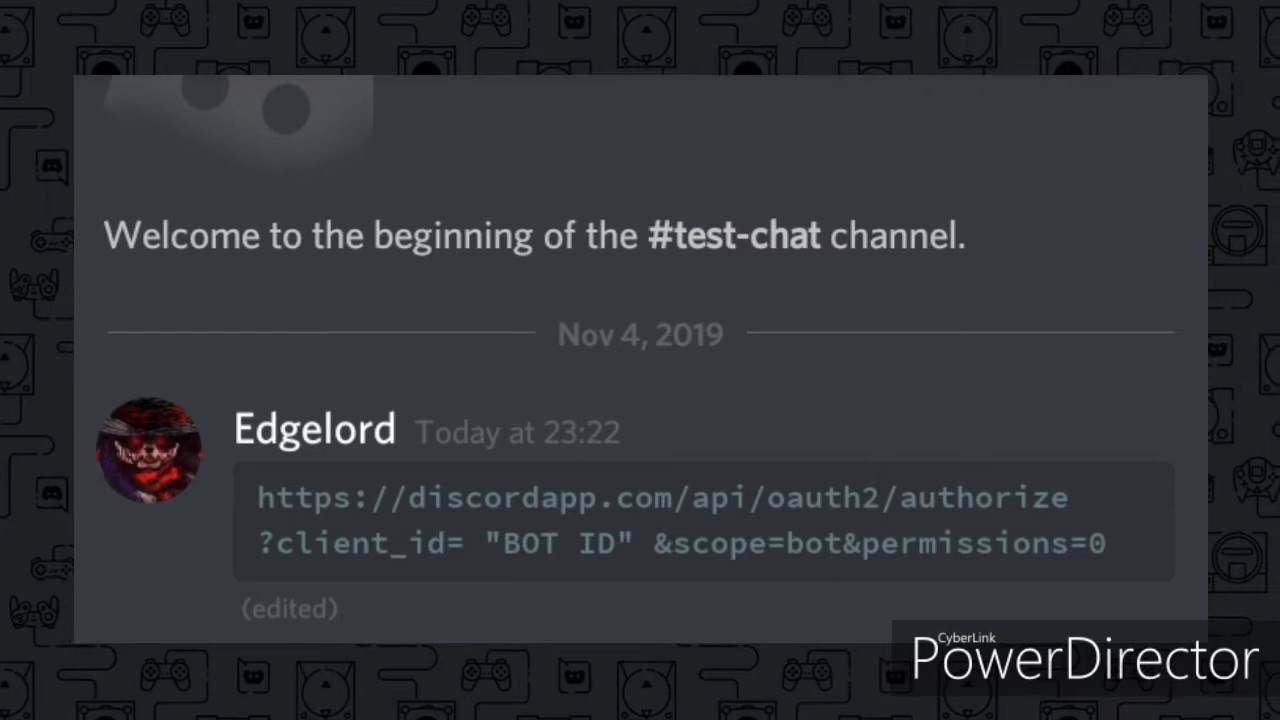 Welcome to the beginning of the #test-chat channel.
Nov 4, 2019
Edgelord Today at 23:22
https://discordapp.com/api/oauth2/authorize
?client_id= "BOT ID" &scope=bot&permissions=0
(edited)
CyberLink
PowerDirector